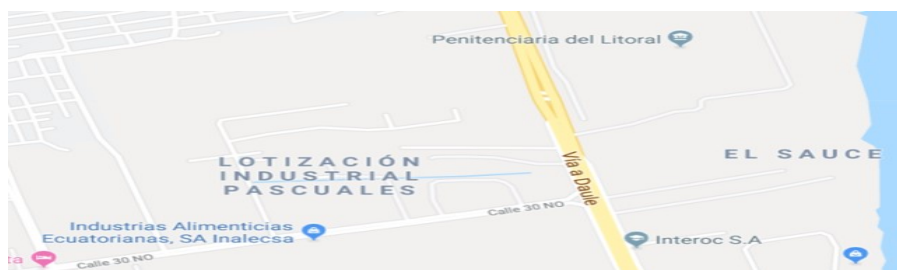 Penitenciaria del Litoral
EL SAUCE
Vía a Daule
LOTIZACIÓN
INDUSTRIAL
PASCUALES
Calle 30 NO
Industrias Alimenticias
Ecuatorianas, SA Inalecsa
Interoc S.A
ta
Calle 30 NO